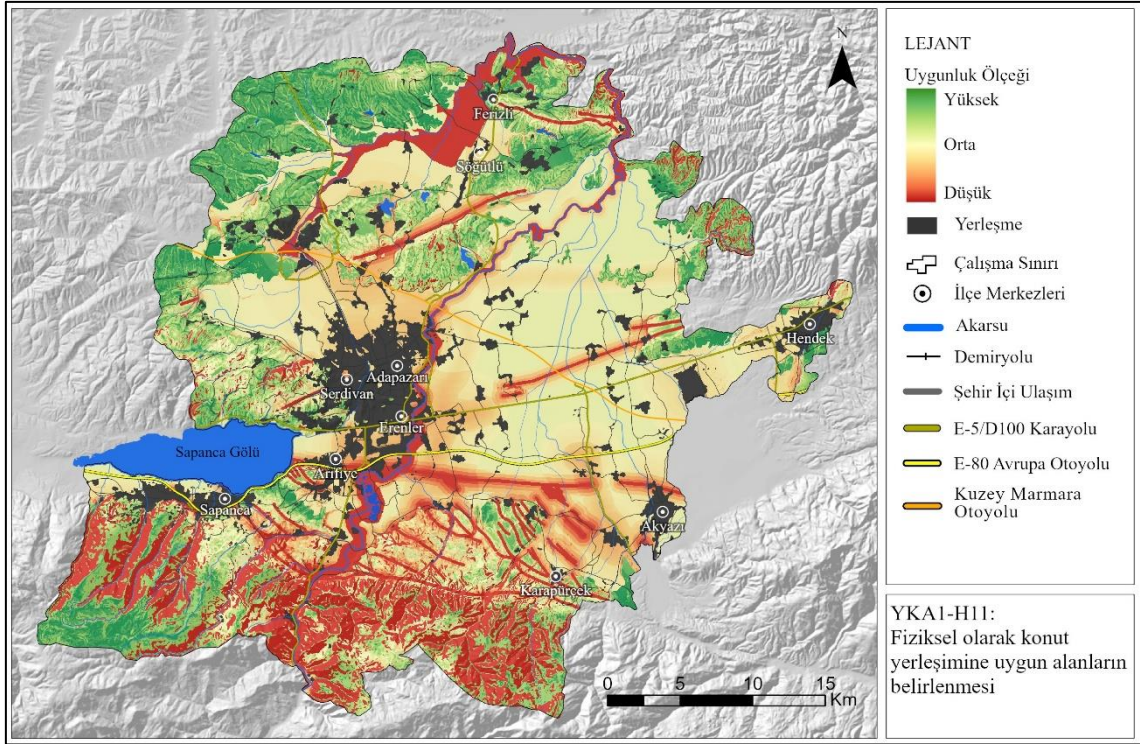 N
Ferizli
Söğütlü
Hendek
Adapazarı
Serdivan
Erenler
Sapanca Gölü
Arifiye
Sapanca
Akyazı
Karapürçek
0 5 10 15
Km
LEJANT
Uygunluk Ölçeği
Yüksek
Orta
Düşük
Yerleşme
Çalışma Sınırı
İlçe Merkezleri
Akarsu
Demiryolu
Şehir İçi Ulaşım
E-5/D100 Karayolu
E-80 Avrupa Otoyolu
Kuzey Marmara
Otoyolu
YKA1-H11:
Fiziksel olarak konut
yerleşimine uygun alanların
belirlenmesi